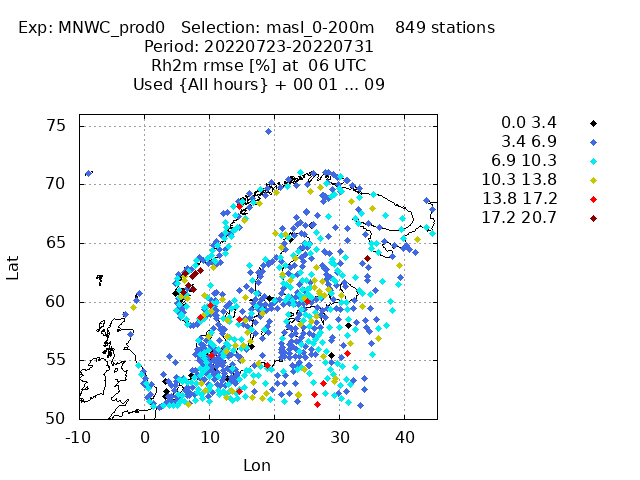 Exp: MNWC_prod0   Selection: masl_0-200m    849 stations
Period: 20220723-20220731
Rh2m rmse [%] at  06 UTC
Used {All hours} + 00 01 ... 09
0.0 3.4
3.4 6.9
6.9 10.3
10.3 13.8
13.8 17.2
17.2 20.7
75
70
65
60
55
50
Lat
-10 0 10 20 30 40
Lon